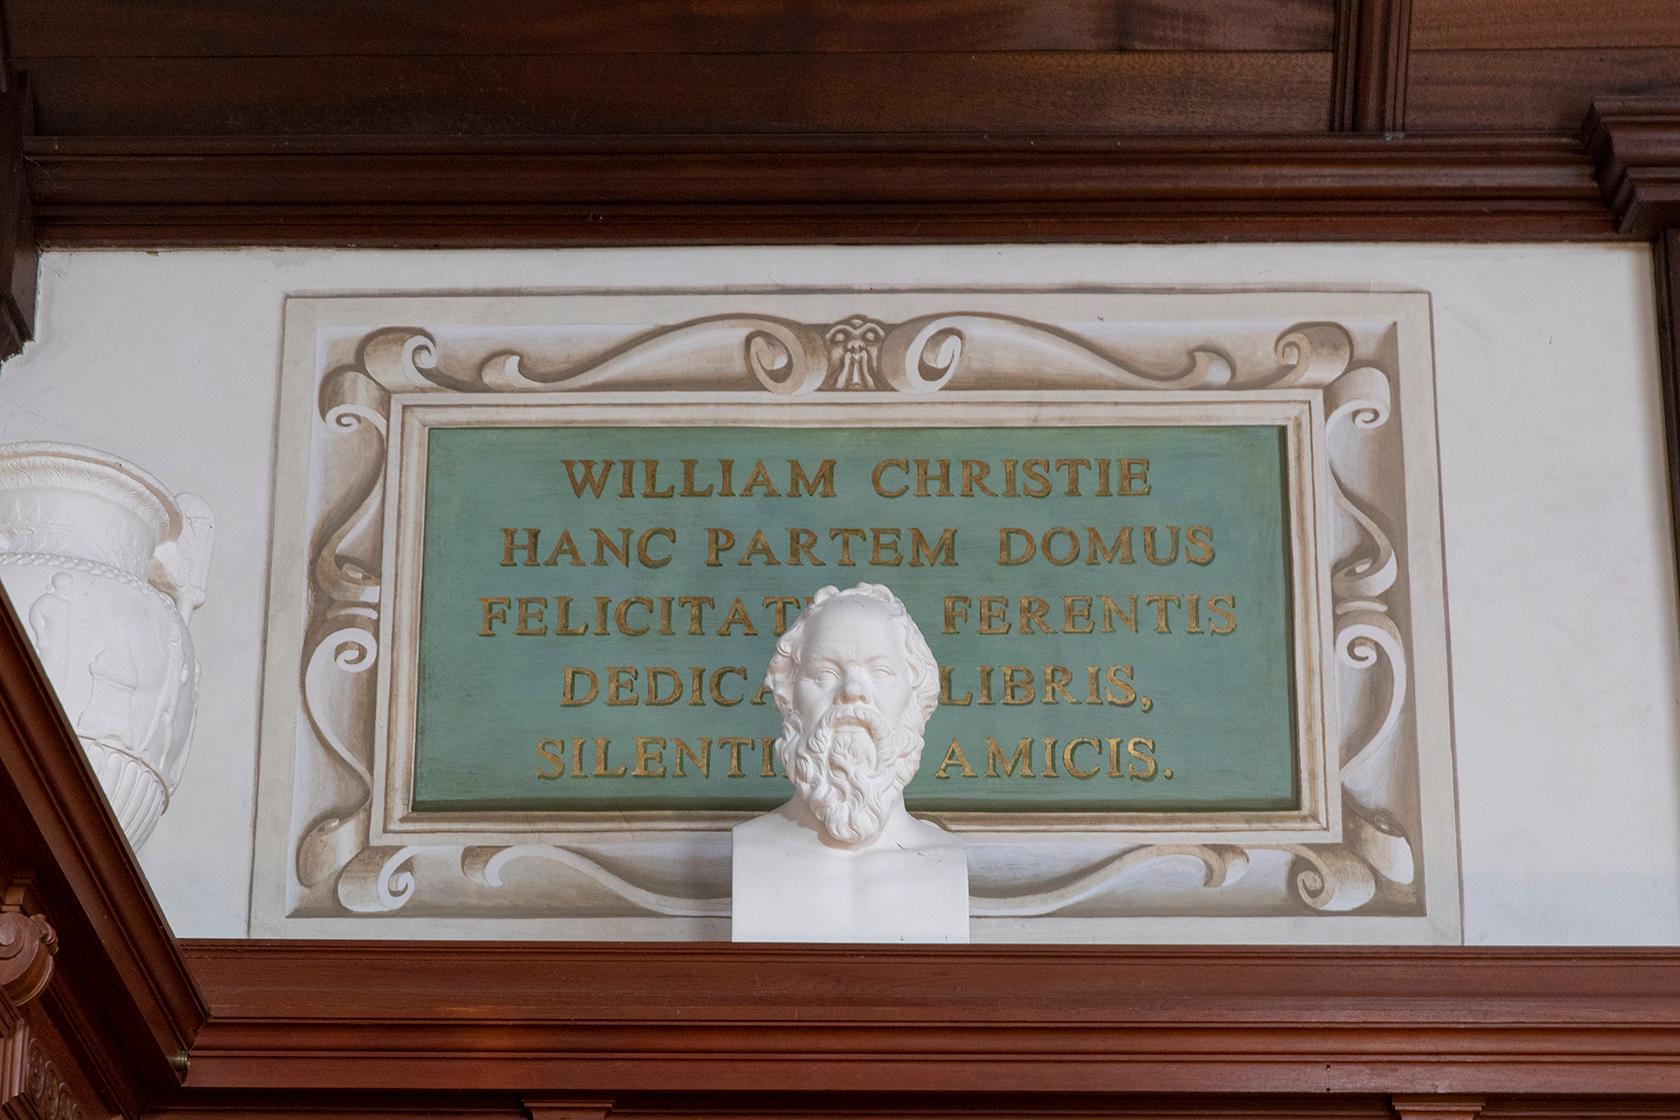 WILLIAM CHRISTIE
HANC PARTEM DOMUS
FERENTIS
LIBRIS,
AMICIS.